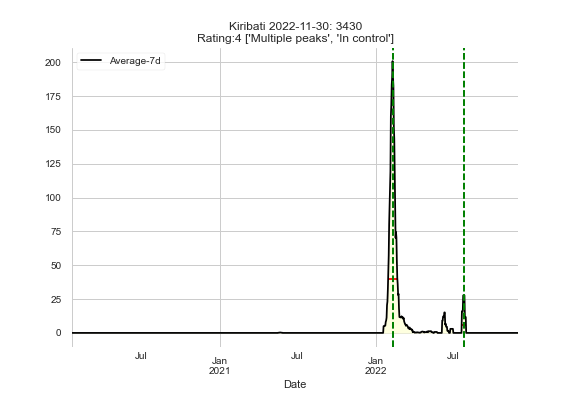 Kiribati 2022-11-30: 3430
Rating:4 ['Multiple peaks', 'In control']
Average-7d
200
175
150
125
100
75
50
25
0
Jul
Jan
2021
Jul
Jan
2022
Jul
Date